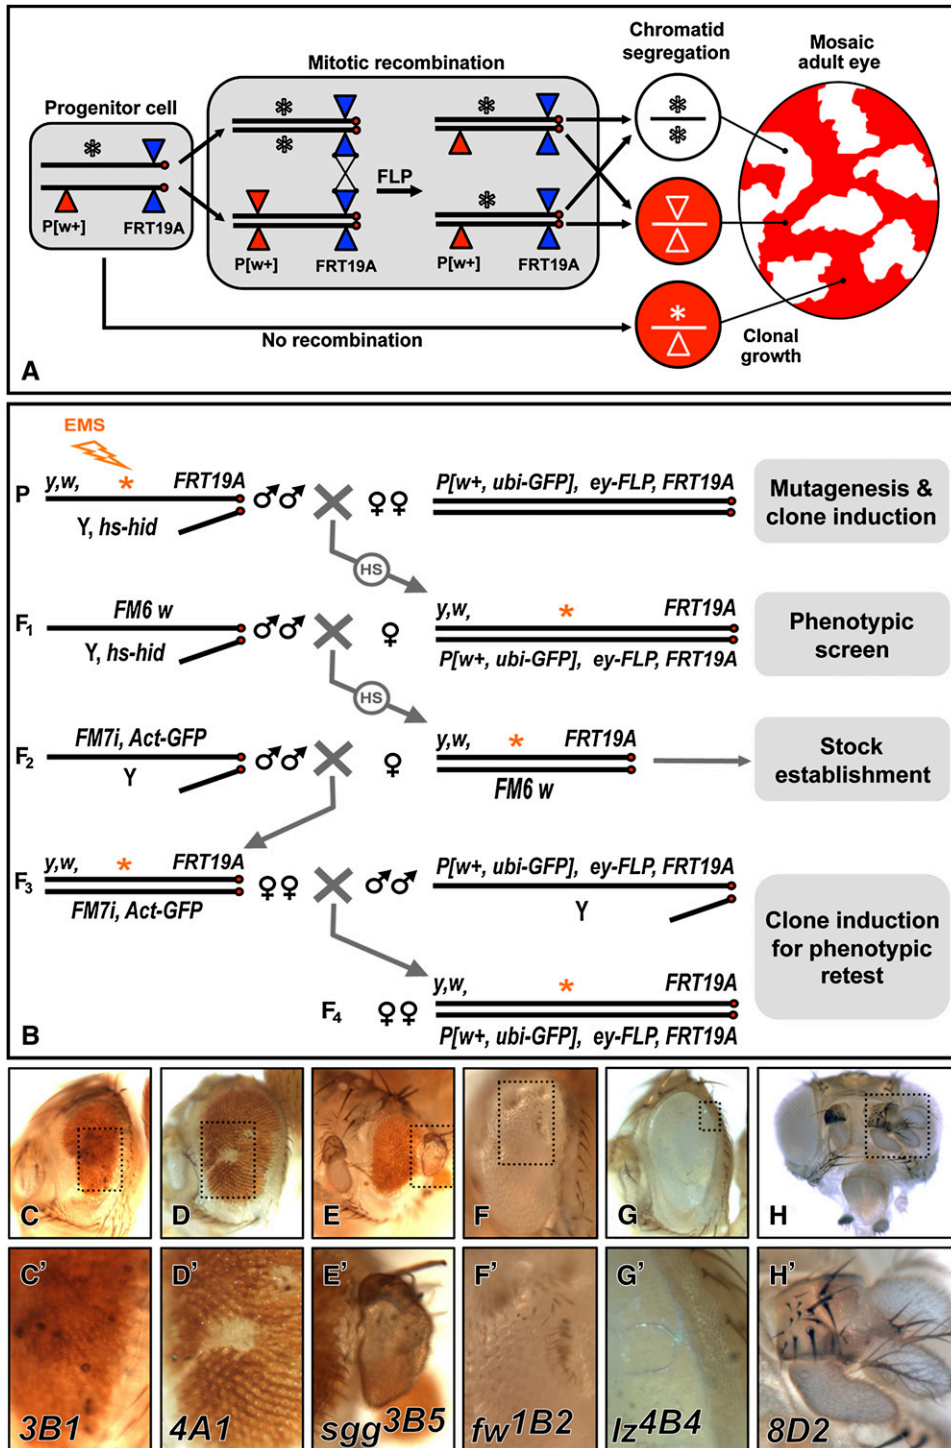 Chromatid
segregation
Mosaic
adult eye
Mitotic recombination
Progenitor cell
FLP
P[w+]
FRT19A
P[w+]
FRT19A
P[w+]
FRT19A
No recombination
Clonal
growth
A
EMS
y,w, * FRT19A
P
Y, hs-hid
P[w+, ubi-GFP], ey-FLP, FRT19A
Mutagenesis &
clone induction
HS
F1
FM6 w
Y, hs-hid
y,w, * FRT19A
P[w+, ubi-GFP], ey-FLP, FRT19A
Phenotypic
screen
HS
F2
FM7i, Act-GFP
Y
y,w, * FRT19A
FM6 w
Stock
establishment
y,w, * FRT19A
F3
FM7i, Act-GFP
P[w+, ubi-GFP], ey-FLP, FRT19A
Y
Clone induction
for phenotypic
retest
F4
y,w, * FRT19A
P[w+, ubi-GFP], ey-FLP, FRT19A
B
C D E F G H
C' D' E' F' G' H'
3B1 4A1 sgg3B5 fw1B2 lz4B4 8D2